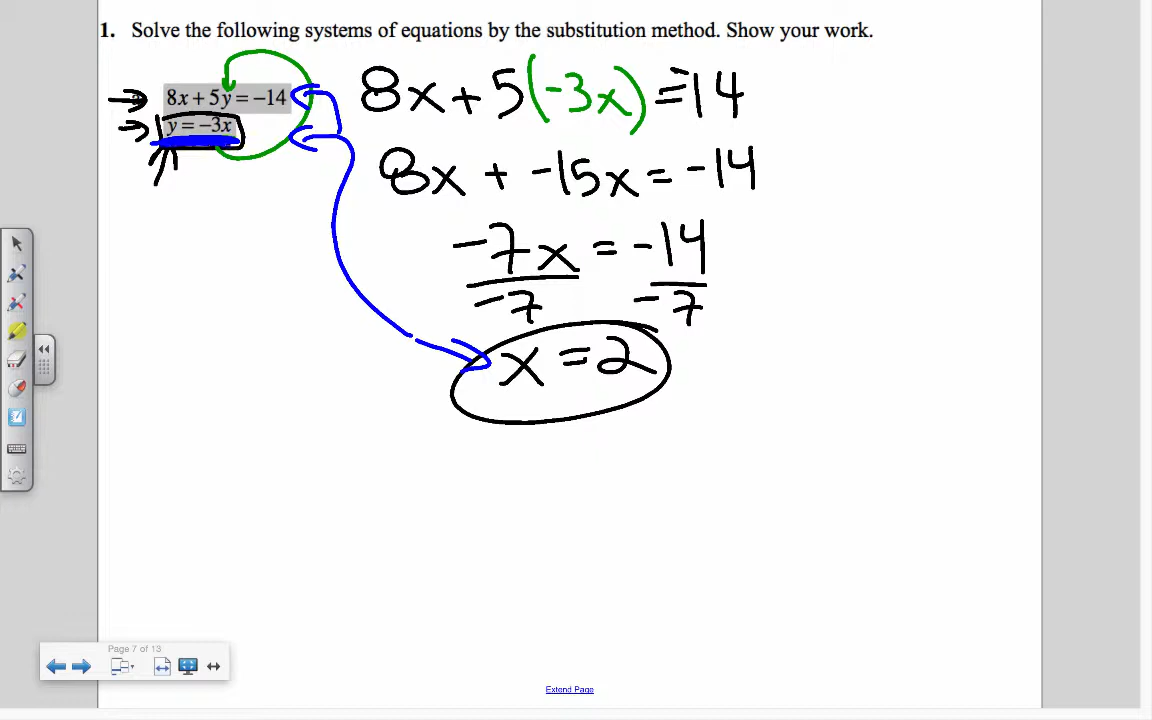 1. Solve the following systems of equations by the substitution method. Show your work.
8x + 5y = −14
y = −3x
8x + 5(-3x) = -14
8x + -15x = -14
-7x = -14
-7 -7
x = 2
Page 7 of 13
Extend Page